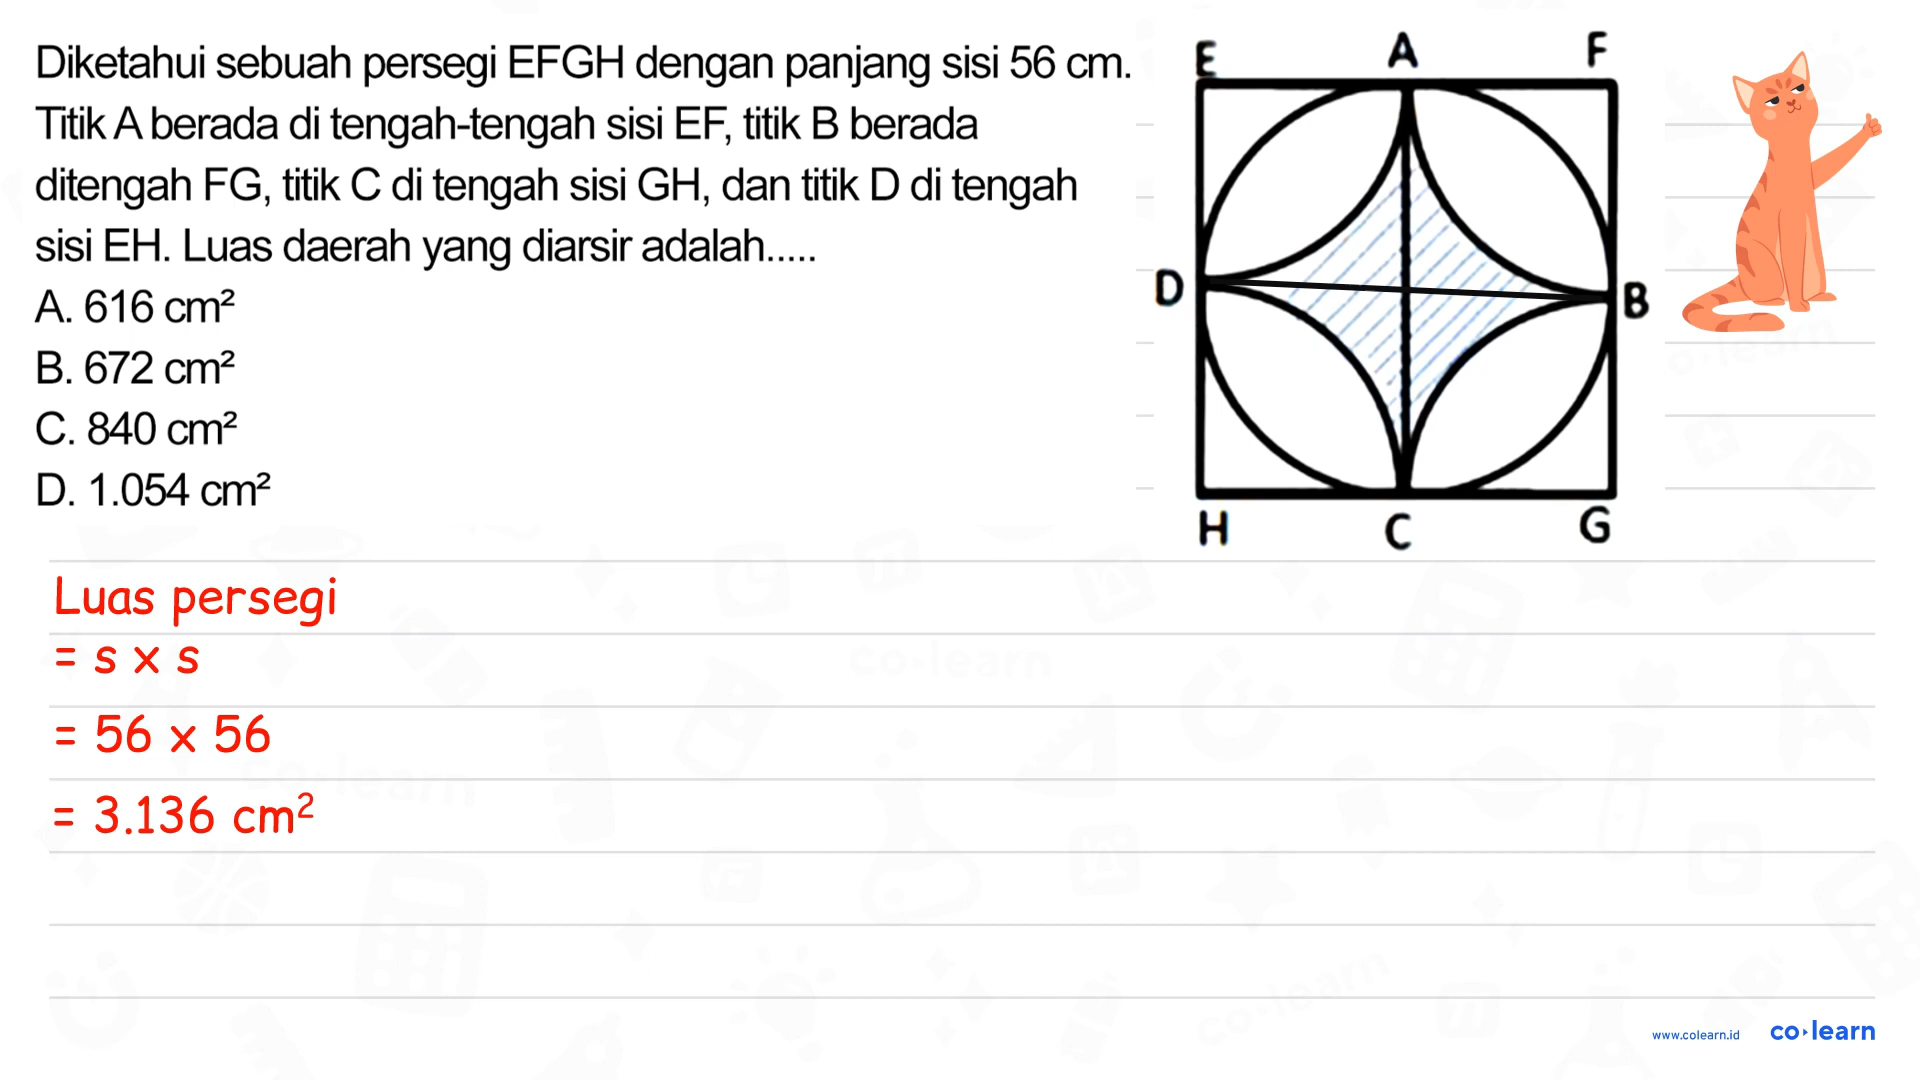 Diketahui sebuah persegi EFGH dengan panjang sisi 56 cm.
Titik A berada di tengah-tengah sisi EF, titik B berada
ditengah FG, titik C di tengah sisi GH, dan titik D di tengah
sisi EH. Luas daerah yang diarsir adalah.....
A. 616 cm²
B. 672 cm²
C. 840 cm²
D. 1.054 cm²
E A F
D B
H C G
Luas persegi
= s x s
= 56 x 56
= 3.136 cm²
www.colearn.id co·learn